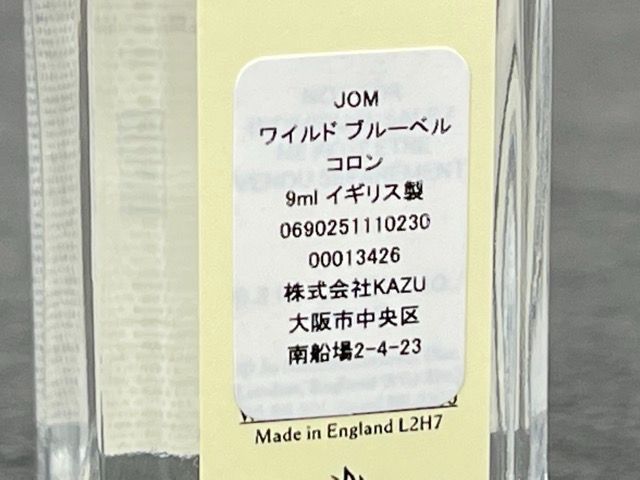 JOM
ワイルド ブルーベル
コロン
9ml イギリス製
0690251110230
00013426
株式会社KAZU
大阪市中央区
南船場2-4-23
Made in England L2H7